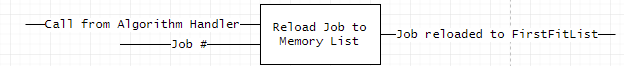 Call from Algorithm Handler
Job #
Reload Job to
Memory List
Job reloaded to FirstFitList